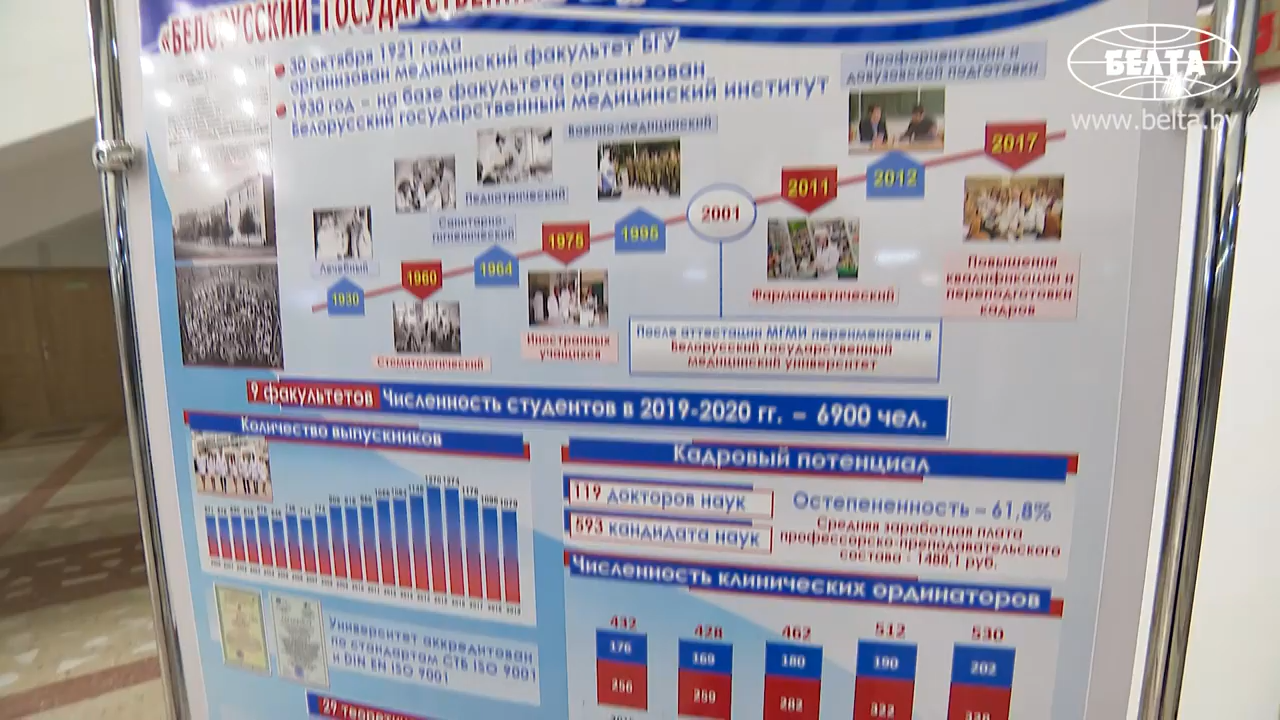 «БЕЛОРУССКИЙ ГОСУДАРСТВЕННЫЙ
БЕЛТА
www.belta.by
30 октября 1921 года
организован медицинский факультет БГУ
1930 год – на базе факультета организован
Белорусский государственный медицинский институт
Профориентации и
довузовской подготовки
Военно-медицинский
Педиатрический
Санитарно-
гигиенический
Лечебный
1930
1960
1964
1975
1995
2001
2011
2012
2017
Стоматологический
Иностранных
учащихся
Фармацевтический
Повышения
квалификации и
переподготовки
кадров
После аттестации МГМИ переименован в
Белорусский государственный
медицинский университет
9 факультетов Численность студентов в 2019-2020 гг. – 6900 чел.
Количество выпускников
Кадровый потенциал
119 докторов наук
593 кандидата наук
Остепененность – 61,8%
Средняя заработная плата
профессорско-преподавательского
состава - 1486,1 руб.
Численность клинических ординаторов
432 428 462 512 530
176 169 180 190 202
256 259 282 322 328
Университет аккредитован
по стандартам СТБ ISO 9001
и DIN EN ISO 9001
29